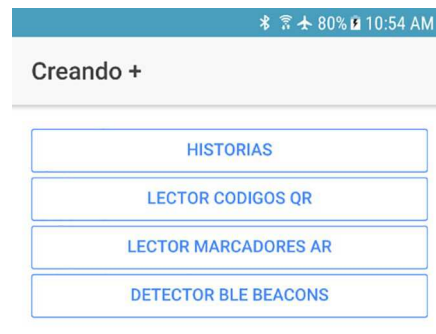 80% 10:54 AM
Creando +
HISTORIAS
LECTOR CODIGOS QR
LECTOR MARCADORES AR
DETECTOR BLE BEACONS